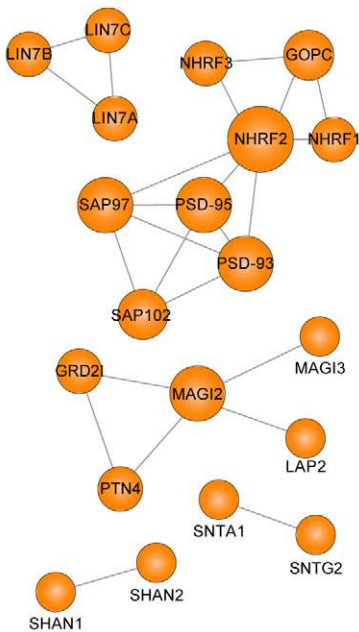 LIN7C
LIN7B
LIN7A
NHRF3
GOPC
NHRF2
NHRF1
SAP97
PSD-95
PSD-93
SAP102
MAGI3
GRD2I
MAGI2
LAP2
PTN4
SNTA1
SNTG2
SHAN2
SHAN1